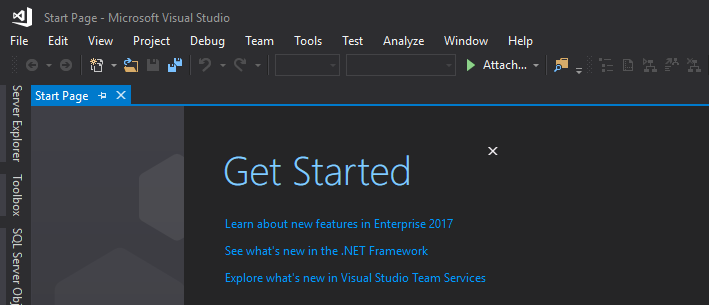 Start Page - Microsoft Visual Studio
File Edit View Project Debug Team Tools Test Analyze Window Help
Attach...
Start Page
Server Explorer
Toolbox
SQL Server Obj
Get Started
Learn about new features in Enterprise 2017
See what's new in the .NET Framework
Explore what's new in Visual Studio Team Services